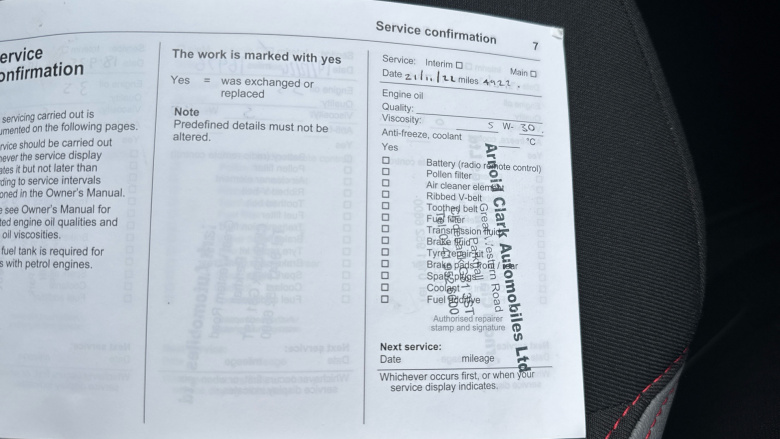 Service confirmation
7
ervice
onfirmation
servicing carried out is
umented on the following pages.
rvice should be carried out
never the service display
ates it but not later than
ding to service intervals
oned in the Owner's Manual.
see Owner's Manual for
ted engine oil qualities and
oil viscosities.
fuel tank is required for
s with petrol engines.
The work is marked with yes
Yes = was exchanged or
replaced
Note
Predefined details must not be
altered.
Service: Interim ☐ Main ☐
Date 21/11/22 miles 4922.
Engine oil
Quality:
Viscosity: 5 W- 30
Anti-freeze, coolant °C
Yes
☐ Battery (radio remote control)
☐ Pollen filter
☐ Air cleaner element
☐ Ribbed V-belt
☐ Toothed belt
☐ Fuel filter
☐ Transmission fluid
☐ Brake fluid
☐ Tyre repair kit
☐ Brake pads front / rear
☐ Spark plugs
☐ Coolant
☐ Fuel additive
Arnold Clark Automobiles Ltd
Great Western Road
Authorised repairer
stamp and signature
Next service:
Date mileage
Whichever occurs first, or when your
service display indicates.